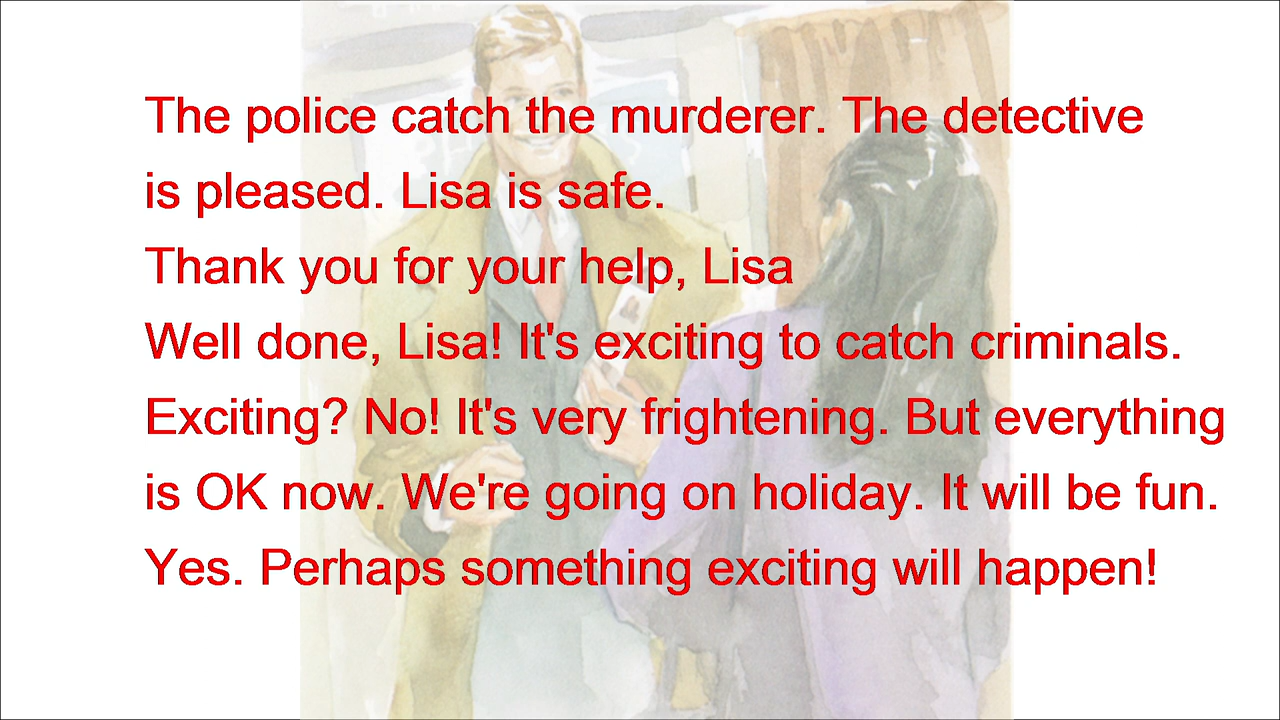 The police catch the murderer. The detective
is pleased. Lisa is safe.
Thank you for your help, Lisa
Well done, Lisa! It's exciting to catch criminals.
Exciting? No! It's very frightening. But everything
is OK now. We're going on holiday. It will be fun.
Yes. Perhaps something exciting will happen!